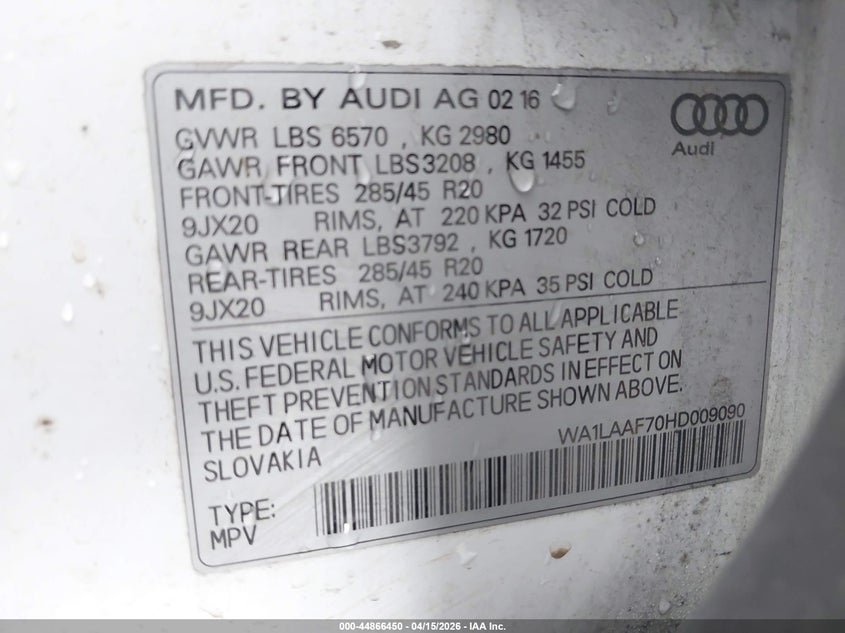 MFD. BY AUDI AG 02 16
Audi
GVWR LBS 6570 , KG 2980
GAWR FRONT LBS3208 , KG 1455
FRONT-TIRES 285/45 R20
9JX20 RIMS, AT 220 KPA 32 PSI COLD
GAWR REAR LBS3792 , KG 1720
REAR-TIRES 285/45 R20
9JX20 RIMS, AT 240 KPA 35 PSI COLD
THIS VEHICLE CONFORMS TO ALL APPLICABLE
U.S. FEDERAL MOTOR VEHICLE SAFETY AND
THEFT PREVENTION STANDARDS IN EFFECT ON
THE DATE OF MANUFACTURE SHOWN ABOVE.
SLOVAKIA WA1LAAF70HD009090
TYPE:
MPV
000-44866450 - 04/15/2026 - IAA Inc.